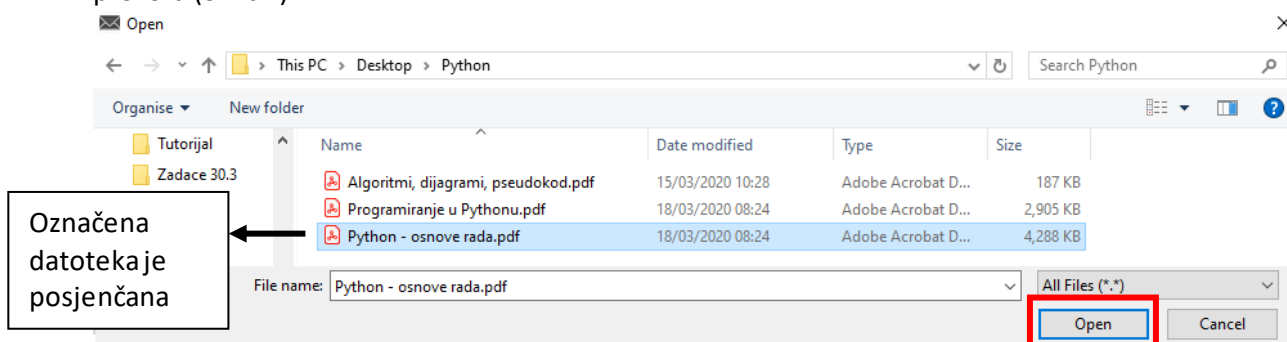 Open
This PC > Desktop > Python
Search Python
Organise
New folder
Tutorijal
Zadace 30.3
Name Date modified Type Size
Algoritmi, dijagrami, pseudokod.pdf 15/03/2020 10:28 Adobe Acrobat D... 187 KB
Programiranje u Pythonu.pdf 18/03/2020 08:24 Adobe Acrobat D... 2,905 KB
Python - osnove rada.pdf 18/03/2020 08:24 Adobe Acrobat D... 4,288 KB
Označena
datoteka je
posjenčana
File name: Python - osnove rada.pdf
All Files (*.*)
Open Cancel